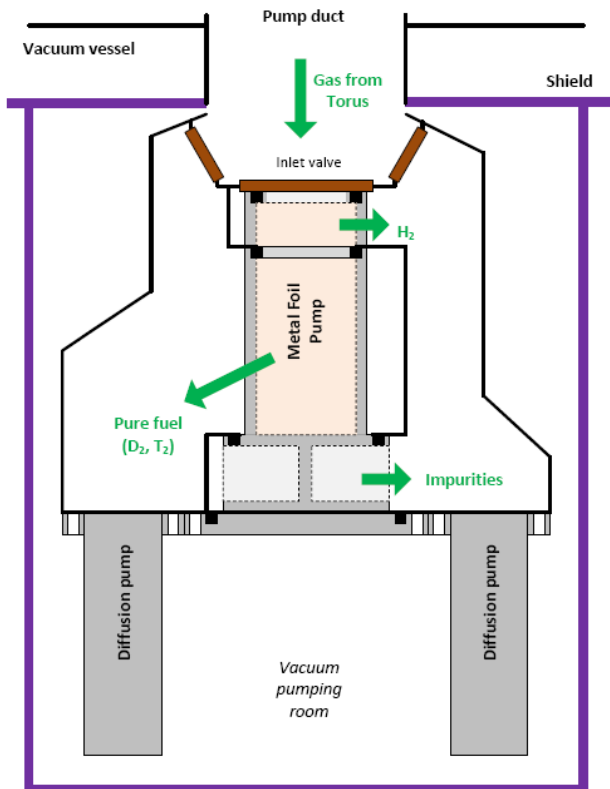 Pump duct
Vacuum vessel
Gas from
Torus
Shield
Inlet valve
H₂
Metal Foil
Pump
Pure fuel
(D₂, T₂)
Impurities
Diffusion pump
Diffusion pump
Vacuum
pumping
room